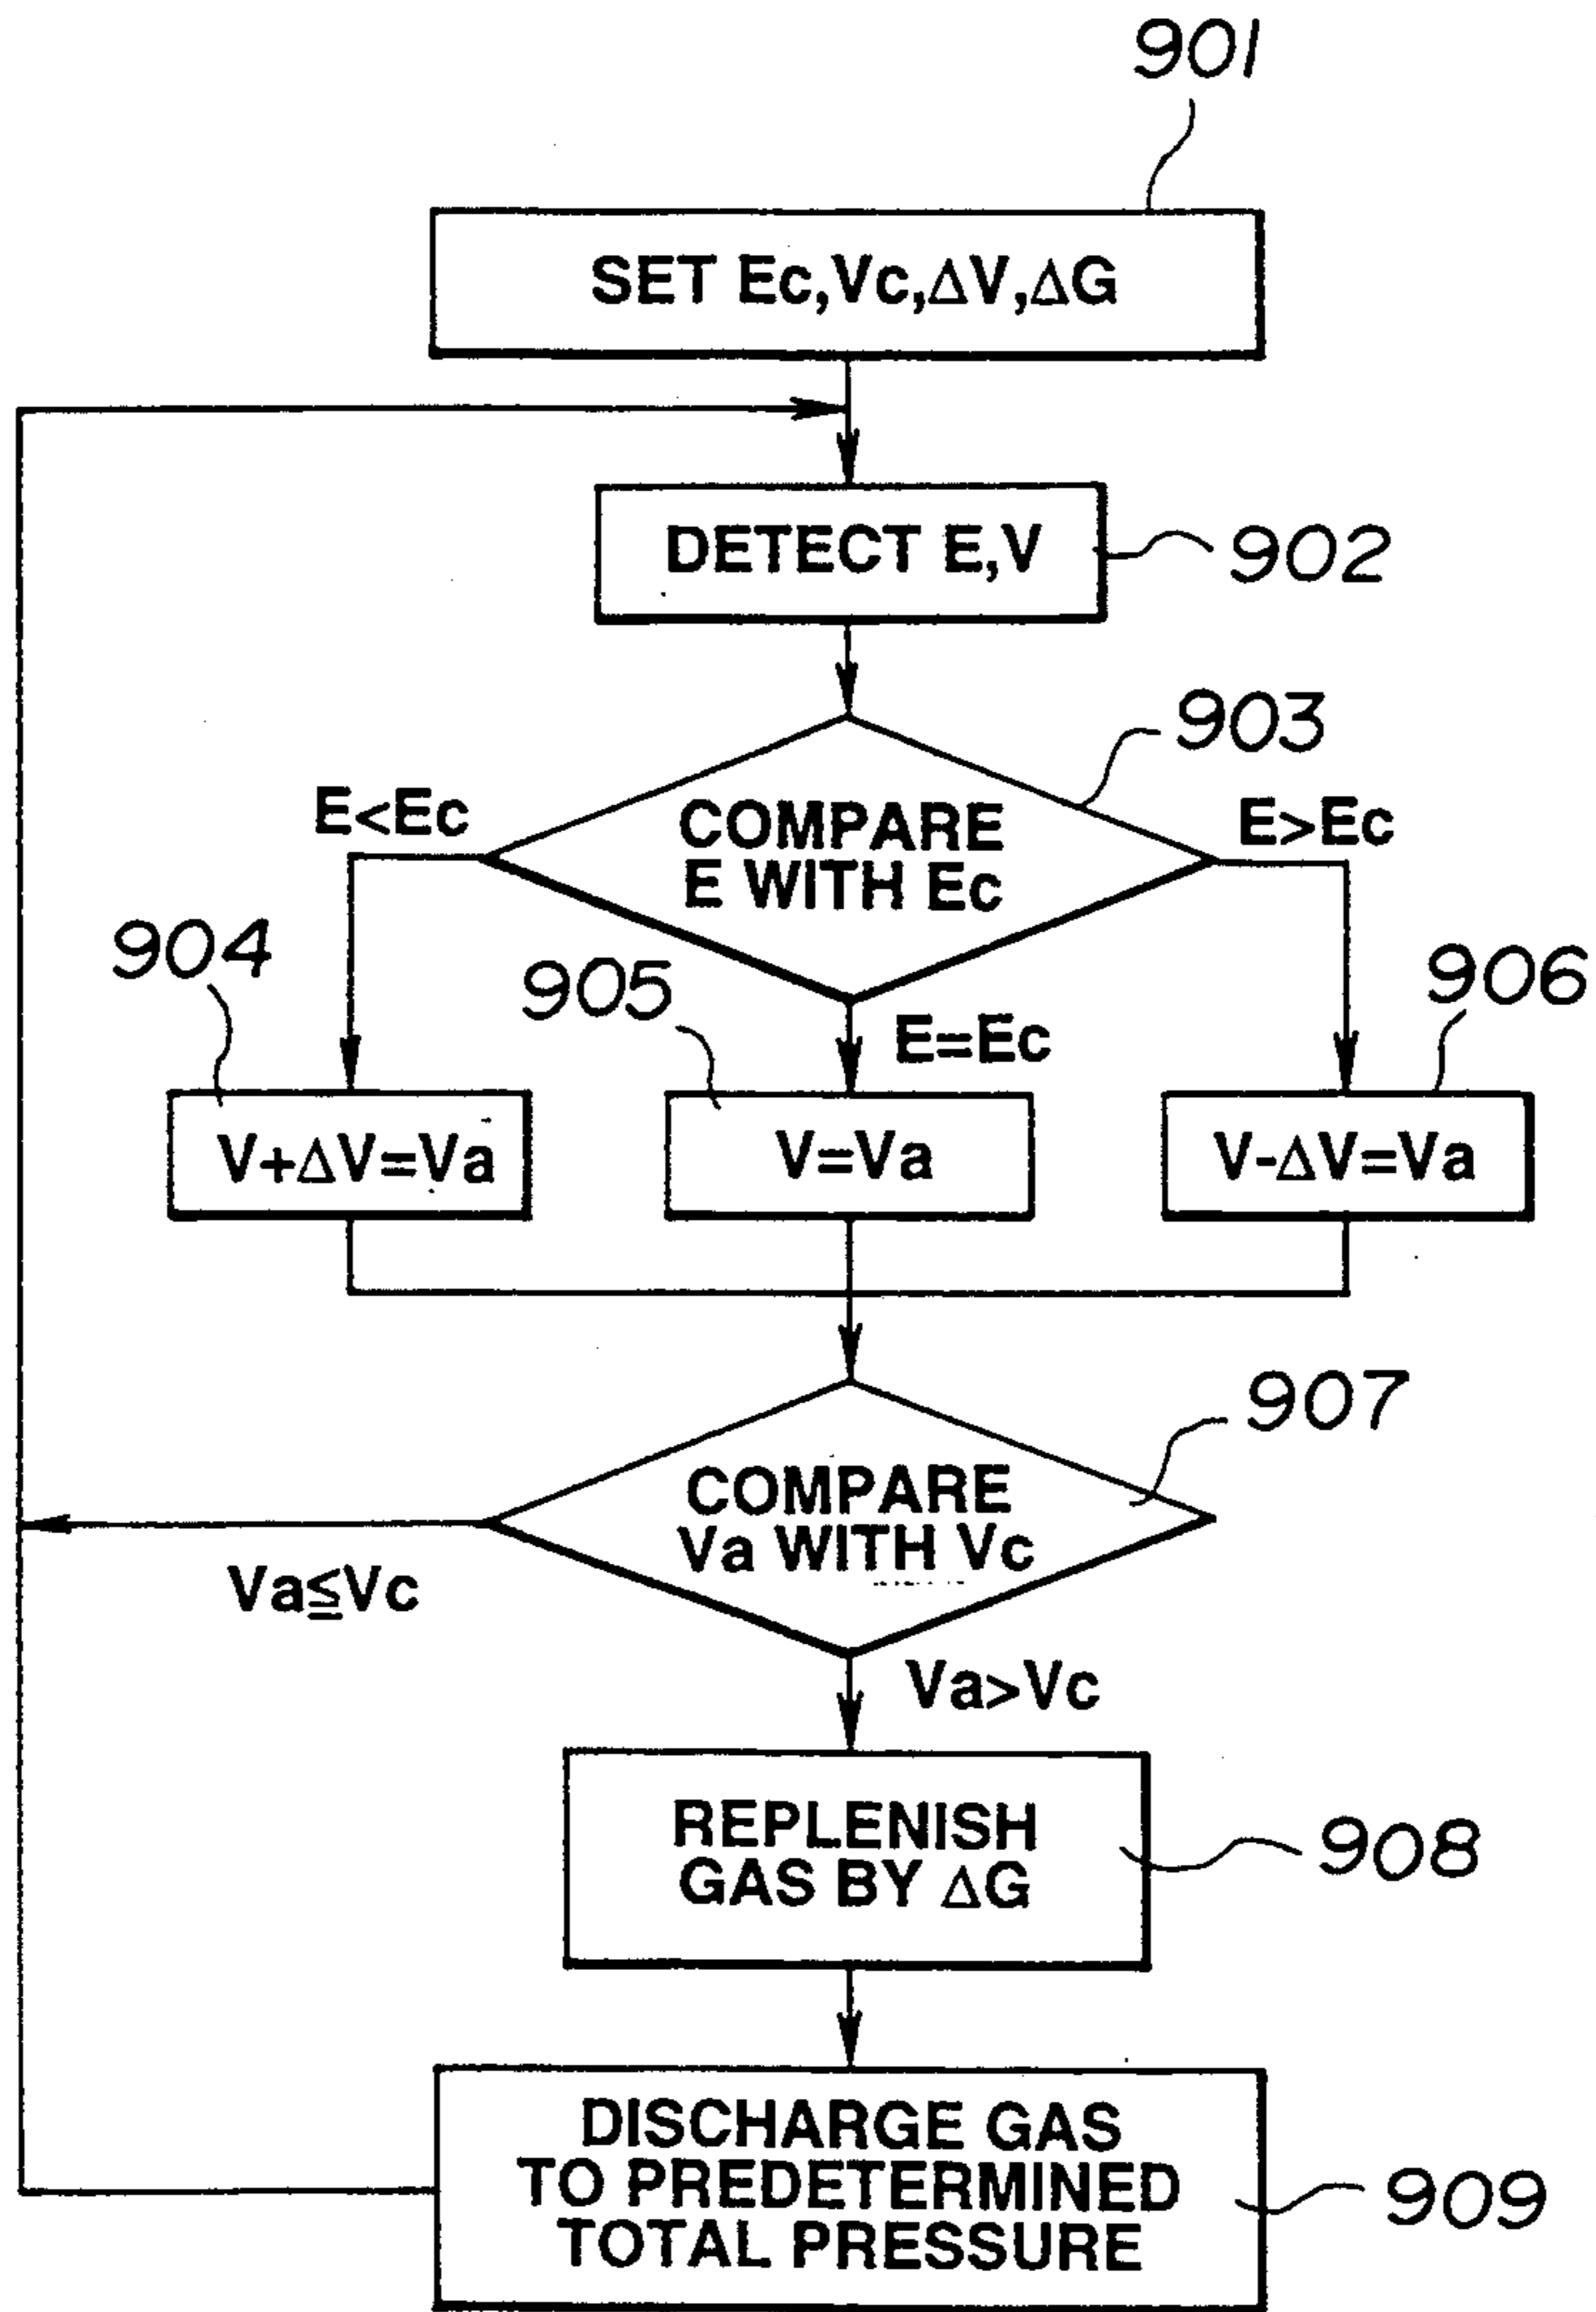 901
SET Ec,Vc,ΔV,ΔG
DETECT E,V
902
903
E<Ec
COMPARE
E WITH Ec
E>Ec
904
905
E=Ec
906
V+ΔV=Va
V=Va
V-ΔV=Va
907
COMPARE
Va WITH Vc
Va≦Vc
Va>Vc
REPLENISH
GAS BY ΔG
908
DISCHARGE GAS
TO PREDETERMINED
TOTAL PRESSURE
909